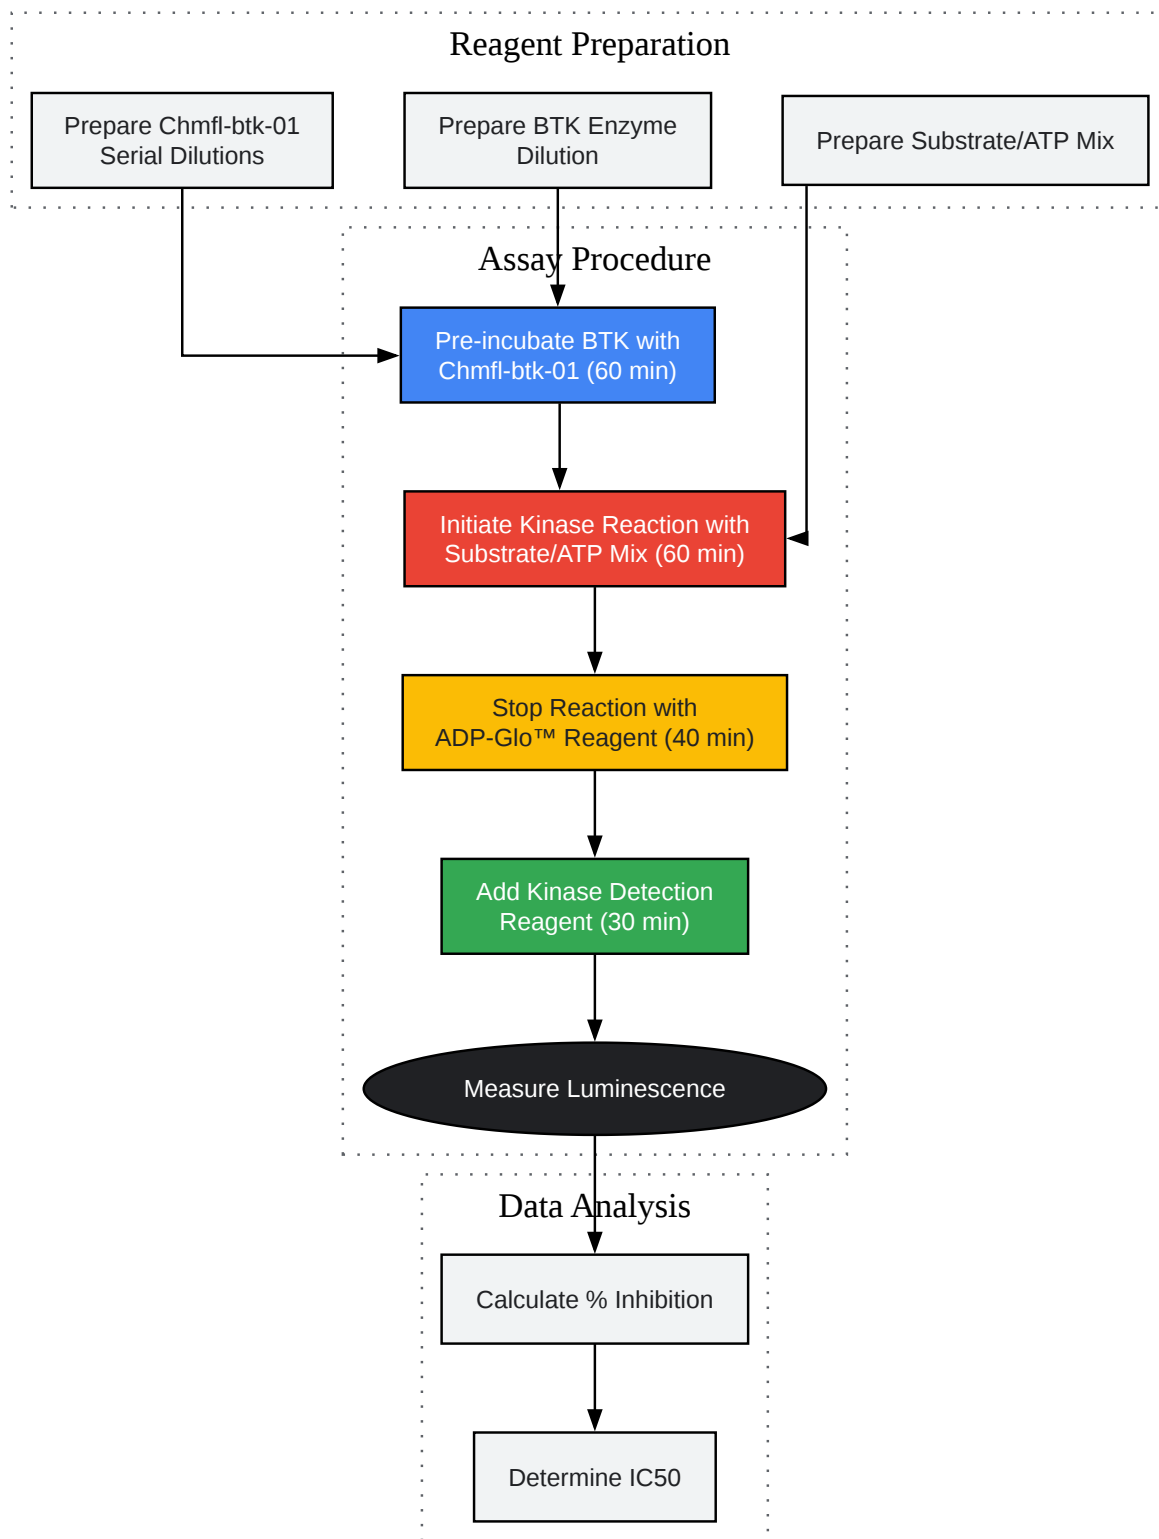 Reagent Preparation
Prepare Chmfl-btk-01
Serial Dilutions
Prepare BTK Enzyme
Dilution
Prepare Substrate/ATP Mix
Assay Procedure
Pre-incubate BTK with
Chmfl-btk-01 (60 min)
Initiate Kinase Reaction with
Substrate/ATP Mix (60 min)
Stop Reaction with
ADP-Glo™ Reagent (40 min)
Add Kinase Detection
Reagent (30 min)
Measure Luminescence
Data Analysis
Calculate % Inhibition
Determine IC50